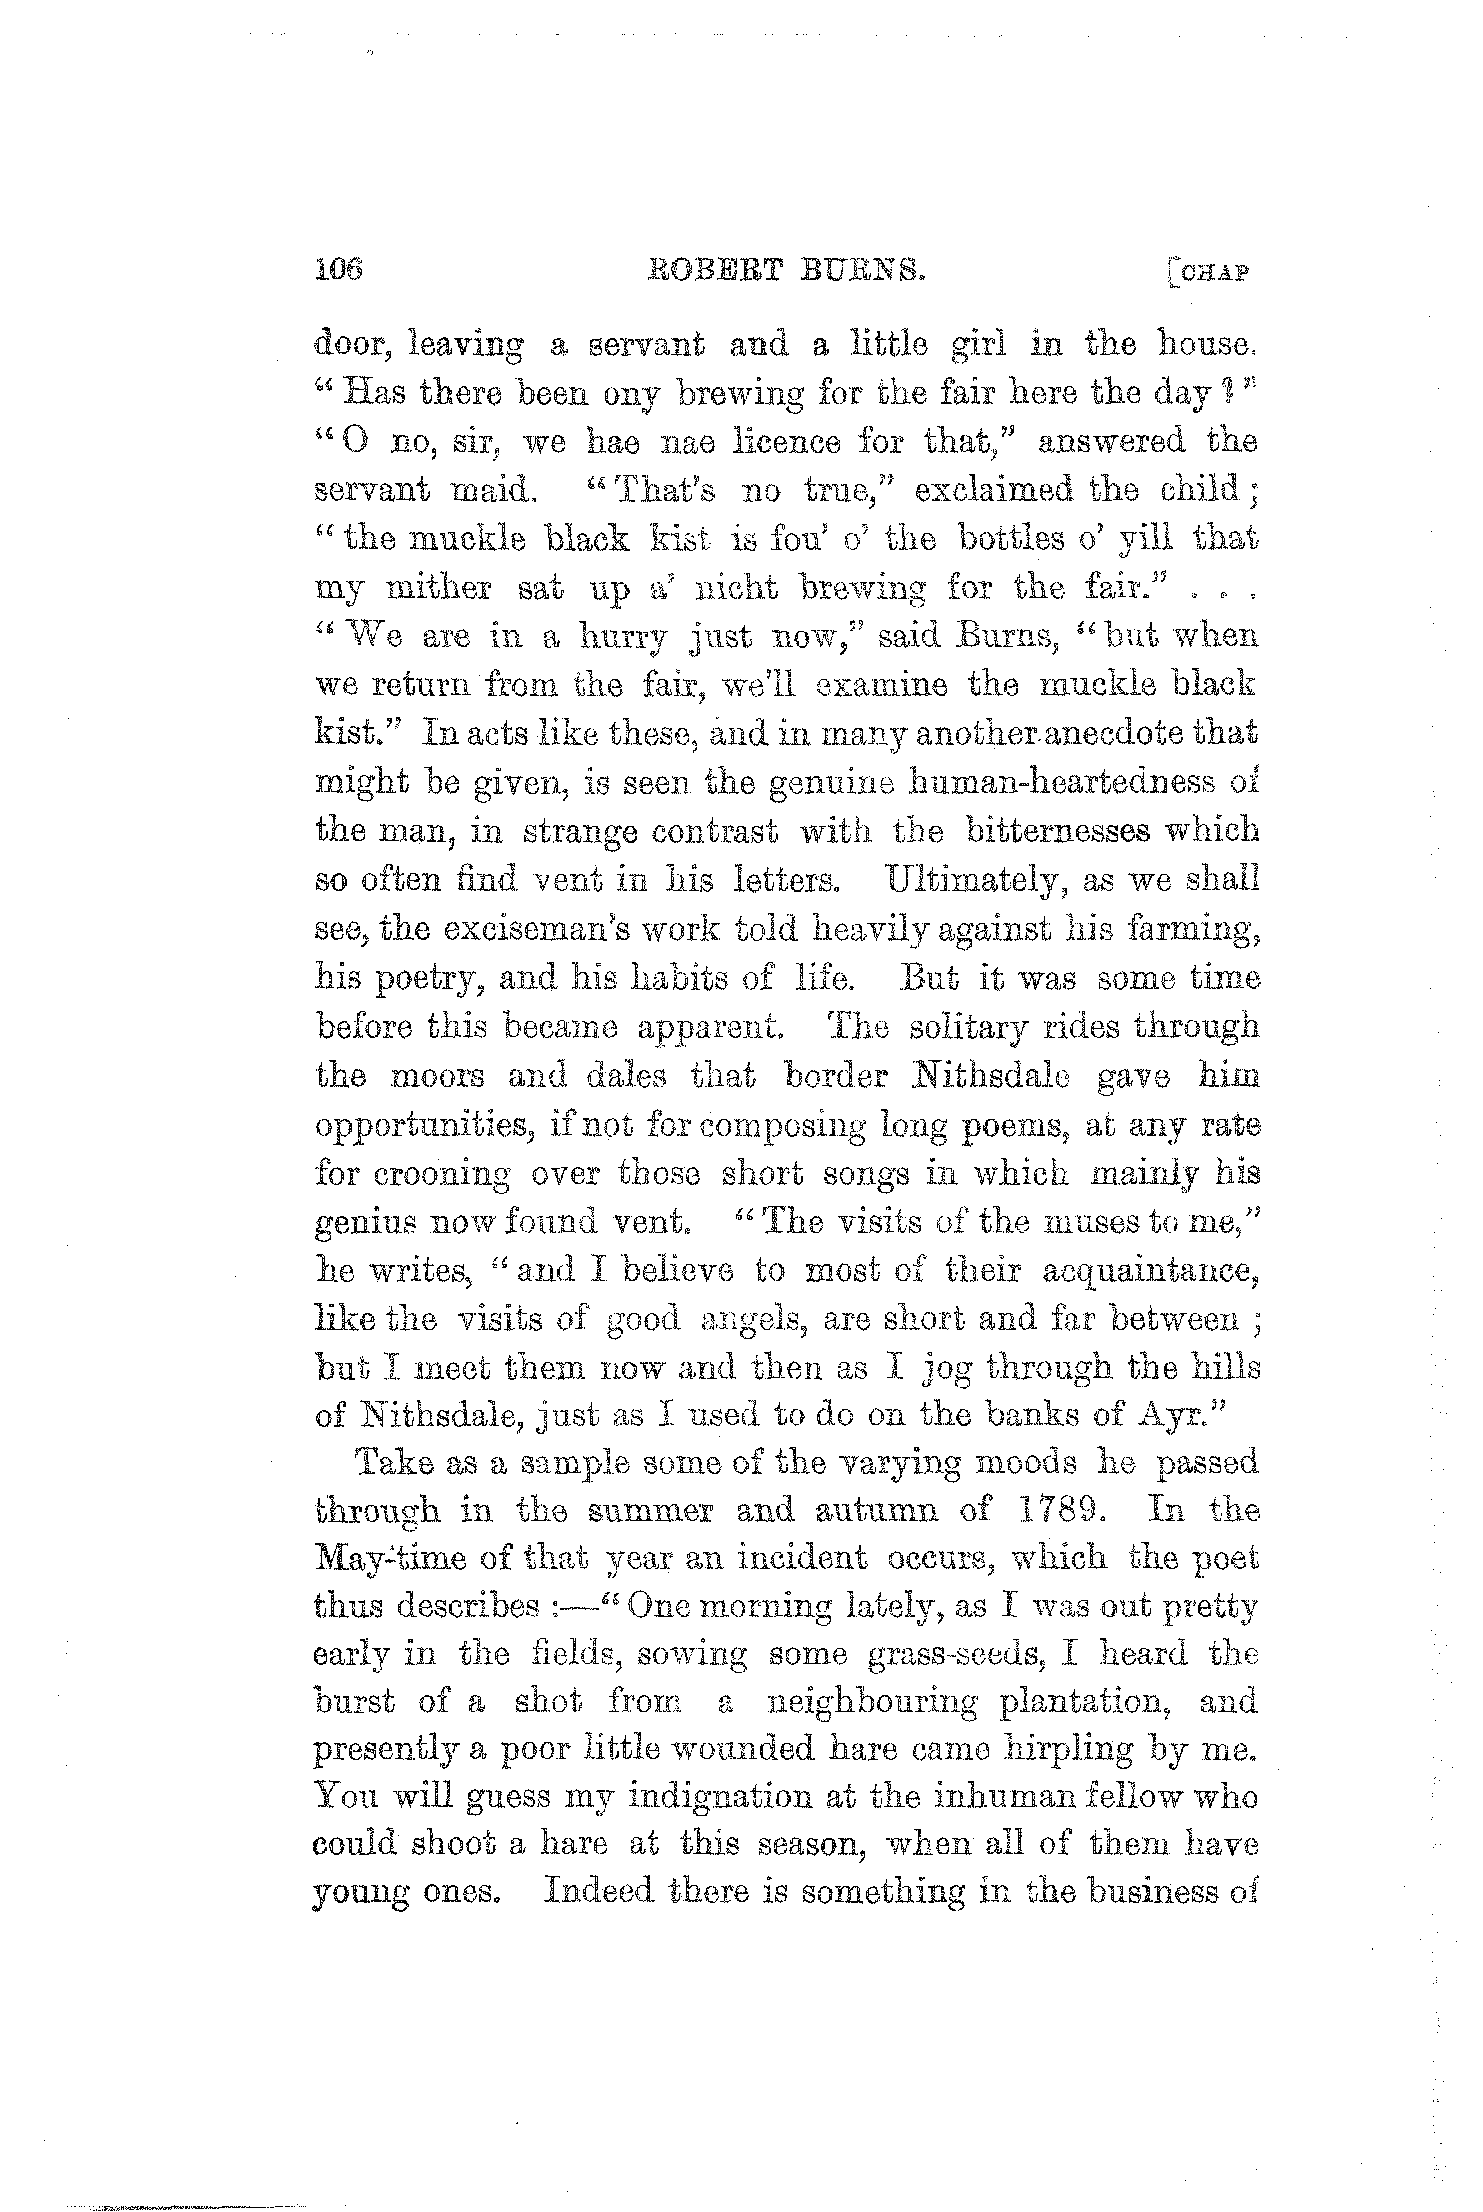 106 ROBERT BURNS. [CHAP
door, leaving a servant and a little girl in the house.
“Has there been ony brewing for the fair here the day?”
“O no, sir, we hae nae licence for that,” answered the
servant maid. “That's no true,” exclaimed the child;
“the muckle black kist is fou' o' the bottles o' yill that
my mither sat up a' nicht brewing for the fair.” . . .
“We are in a hurry just now,” said Burns, “but when
we return from the fair, we'll examine the muckle black
kist.” In acts like these, and in many another anecdote that
might be given, is seen the genuine human-heartedness of
the man, in strange contrast with the bitternesses which
so often find vent in his letters. Ultimately, as we shall
see, the exciseman's work told heavily against his farming,
his poetry, and his habits of life. But it was some time
before this became apparent. The solitary rides through
the moors and dales that border Nithsdale gave him
opportunities, if not for composing long poems, at any rate
for crooning over those short songs in which mainly his
genius now found vent. “The visits of the muses to me,”
he writes, “and I believe to most of their acquaintance,
like the visits of good angels, are short and far between;
but I meet them now and then as I jog through the hills
of Nithsdale, just as I used to do on the banks of Ayr.”
Take as a sample some of the varying moods he passed
through in the summer and autumn of 1789. In the
May-time of that year an incident occurs, which the poet
thus describes:—“One morning lately, as I was out pretty
early in the fields, sowing some grass-seeds, I heard the
burst of a shot from a neighbouring plantation, and
presently a poor little wounded hare came hirpling by me.
You will guess my indignation at the inhuman fellow who
could shoot a hare at this season, when all of them have
young ones. Indeed there is something in the business of